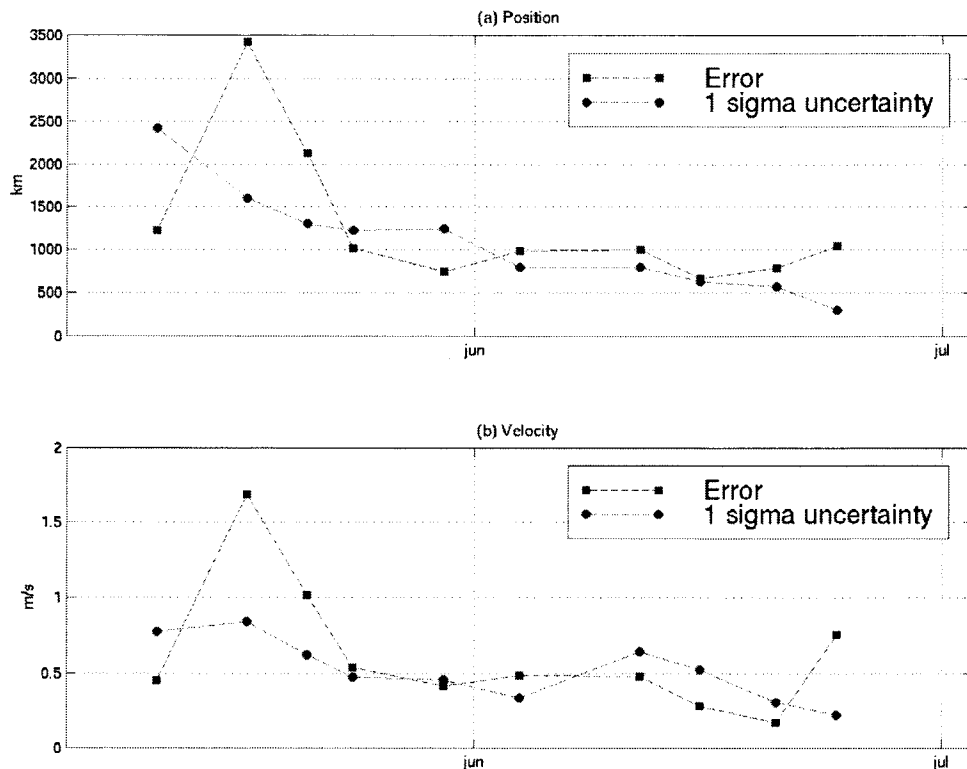 (a) Position
3500
3000
2500
2000
1500
1000
500
0
km
Error
1 sigma uncertainty
jun
jul
(b) Velocity
2
1.5
1
0.5
0
m/s
Error
1 sigma uncertainty
jun
jul